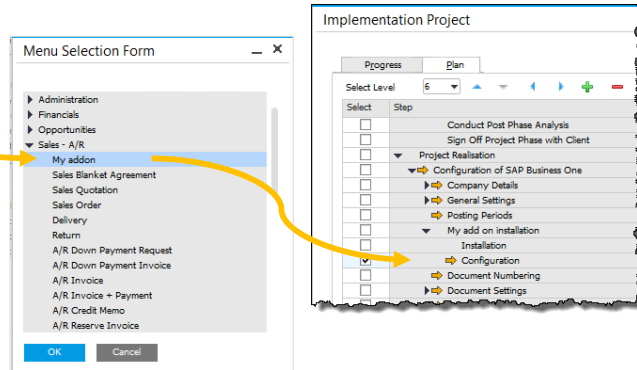 Menu Selection Form
Administration
Financials
Opportunities
Sales - A/R
My addon
Sales Blanket Agreement
Sales Quotation
Sales Order
Delivery
Return
A/R Down Payment Request
A/R Down Payment Invoice
A/R Invoice
A/R Invoice + Payment
A/R Credit Memo
A/R Reserve Invoice
OK Cancel
Implementation Project
Progress Plan
Select Level 6
Select Step
Conduct Post Phase Analysis
Sign Off Project Phase with Client
Project Realisation
Configuration of SAP Business One
Company Details
General Settings
Posting Periods
My add on installation
Installation
Configuration
Document Numbering
Document Settings